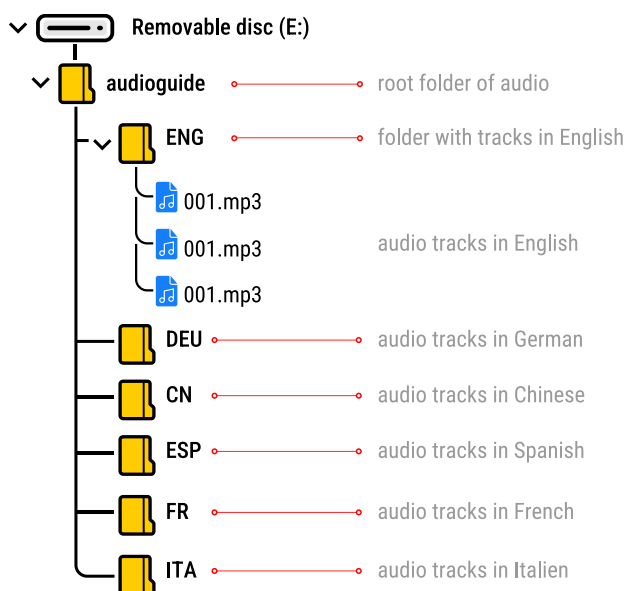 Removable disc (E:)
audioguide root folder of audio
ENG folder with tracks in English
001.mp3
001.mp3 audio tracks in English
001.mp3
DEU audio tracks in German
CN audio tracks in Chinese
ESP audio tracks in Spanish
FR audio tracks in French
ITA audio tracks in Italien